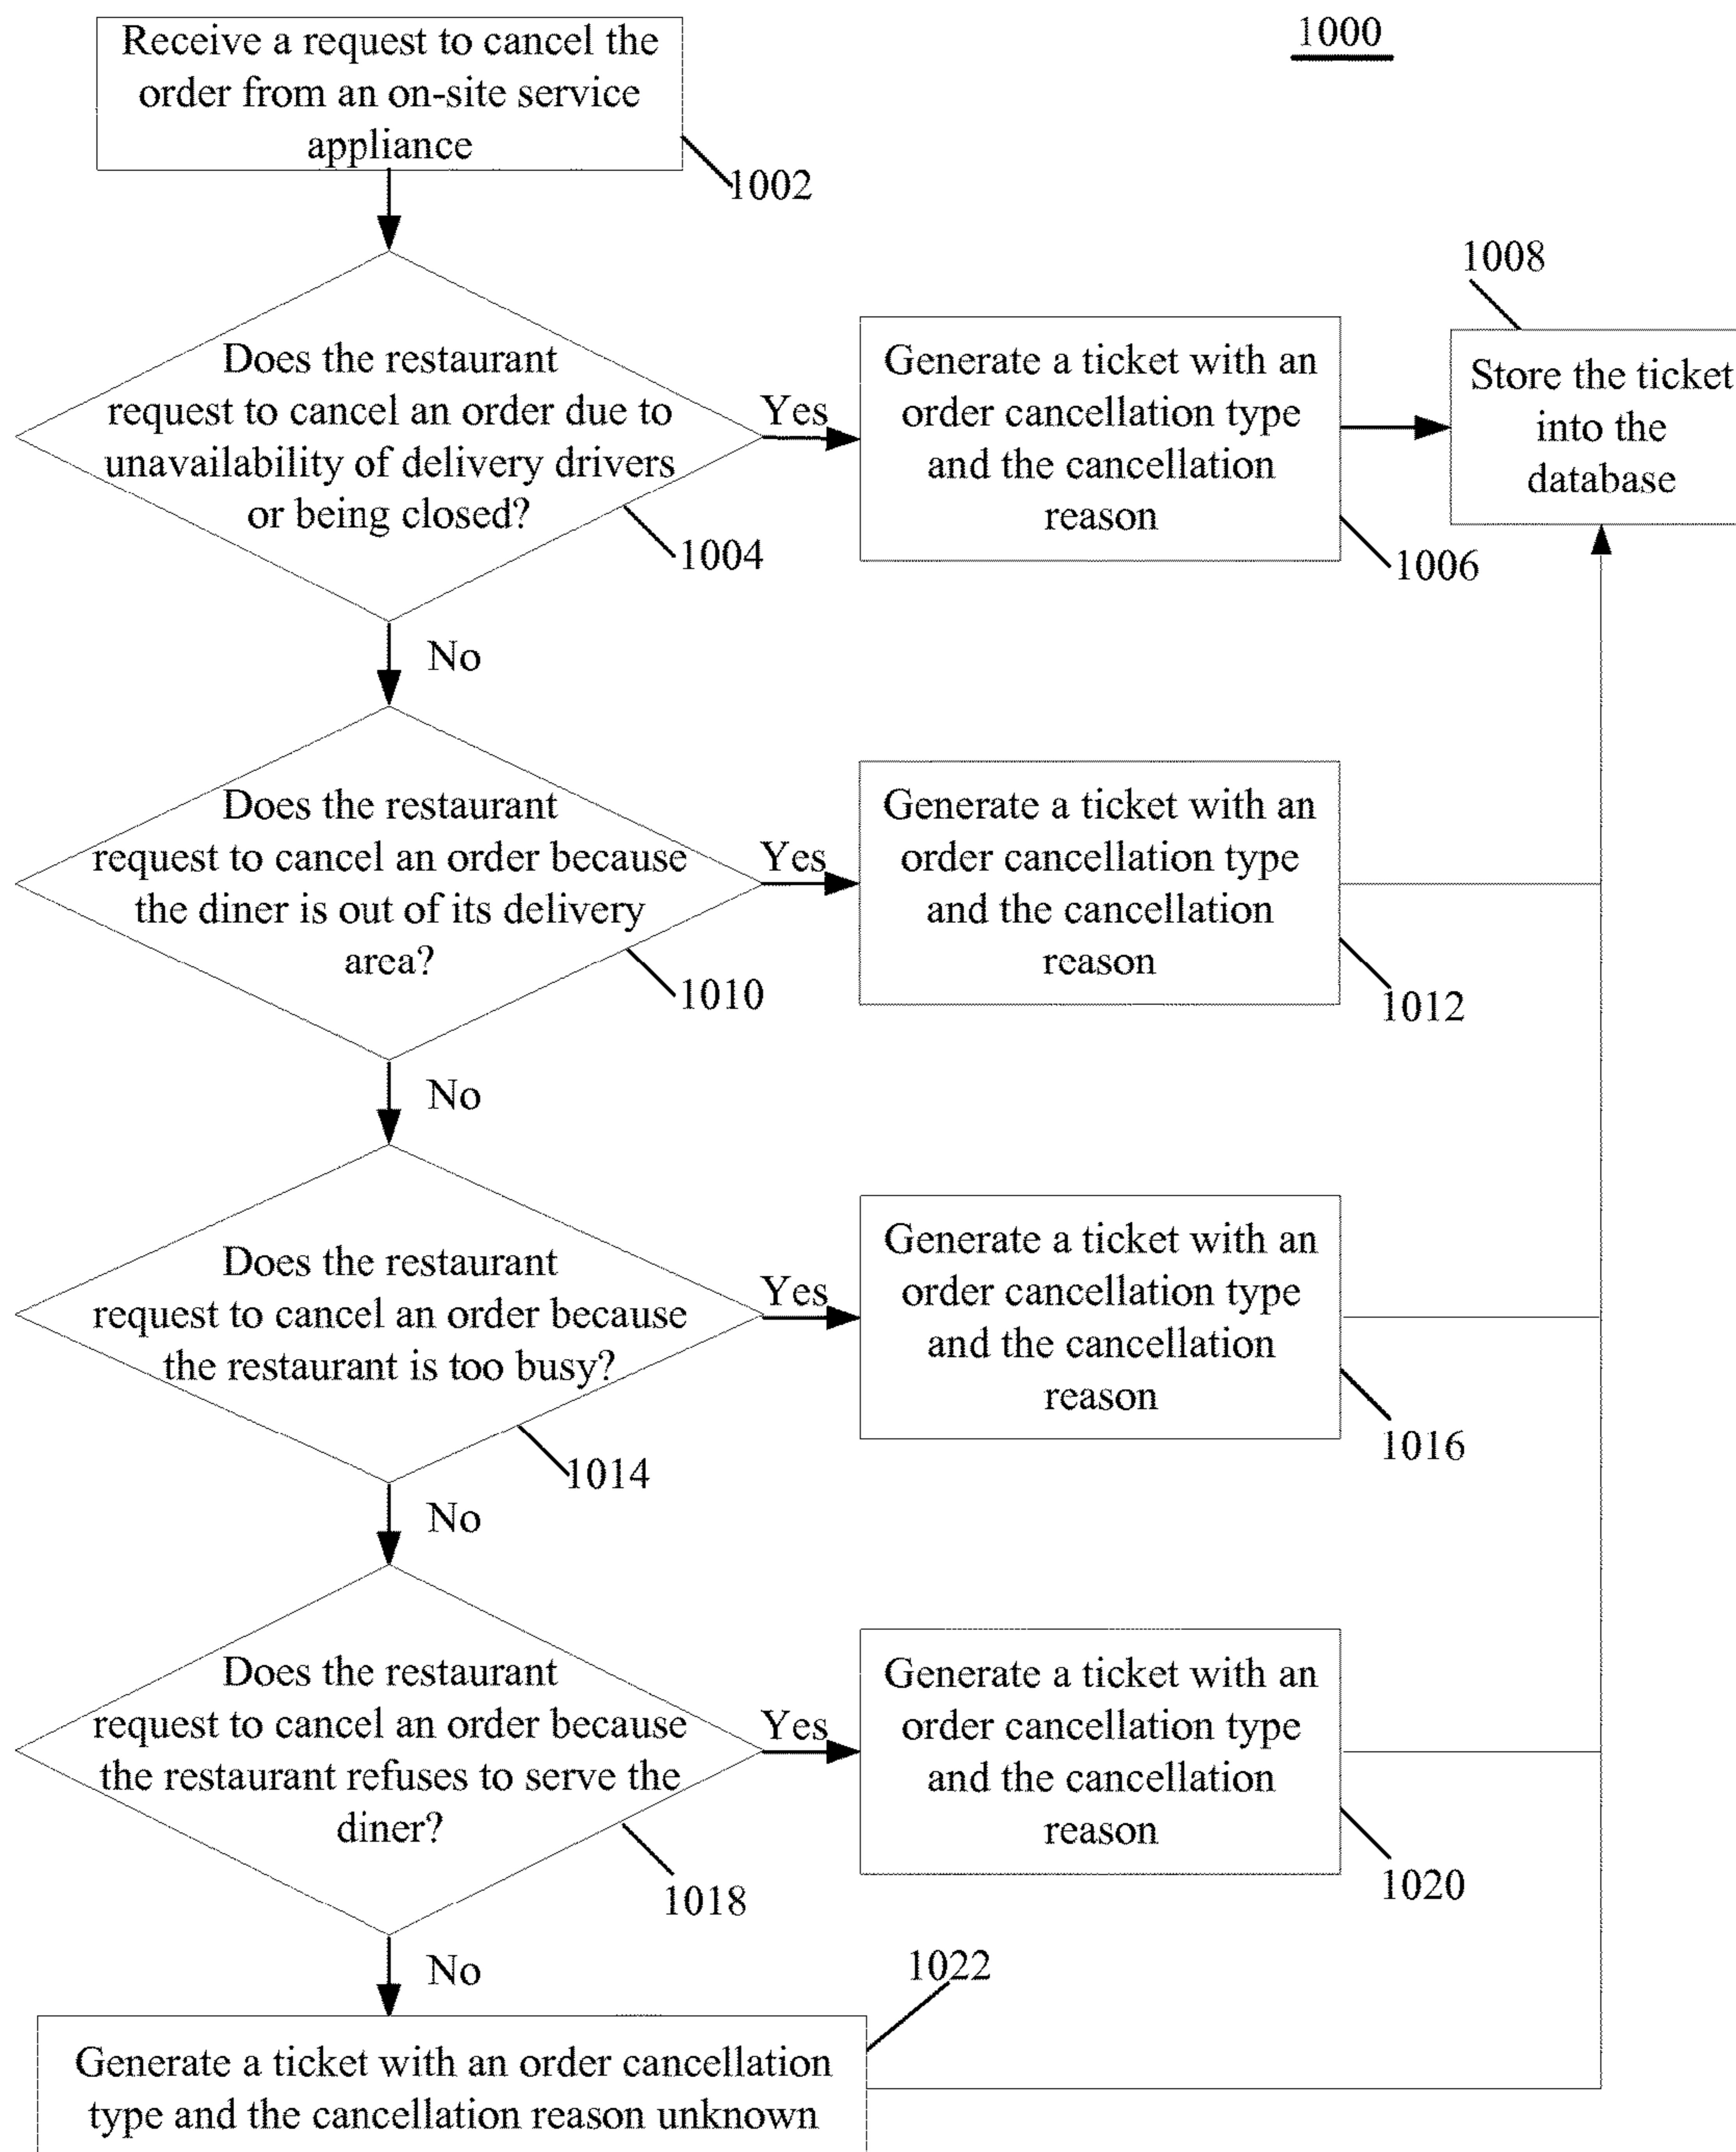 1000
Receive a request to cancel the
order from an on-site service
appliance
1002
Does the restaurant
request to cancel an order due to
unavailability of delivery drivers
or being closed?
1004
Yes
Generate a ticket with an
order cancellation type
and the cancellation
reason
1006
1008
Store the ticket
into the
database
No
Does the restaurant
request to cancel an order because
the diner is out of its delivery
area?
1010
Yes
Generate a ticket with an
order cancellation type
and the cancellation
reason
1012
No
Does the restaurant
request to cancel an order because
the restaurant is too busy?
1014
Yes
Generate a ticket with an
order cancellation type
and the cancellation
reason
1016
No
Does the restaurant
request to cancel an order because
the restaurant refuses to serve the
diner?
1018
Yes
Generate a ticket with an
order cancellation type
and the cancellation
reason
1020
No
1022
Generate a ticket with an order cancellation
type and the cancellation reason unknown